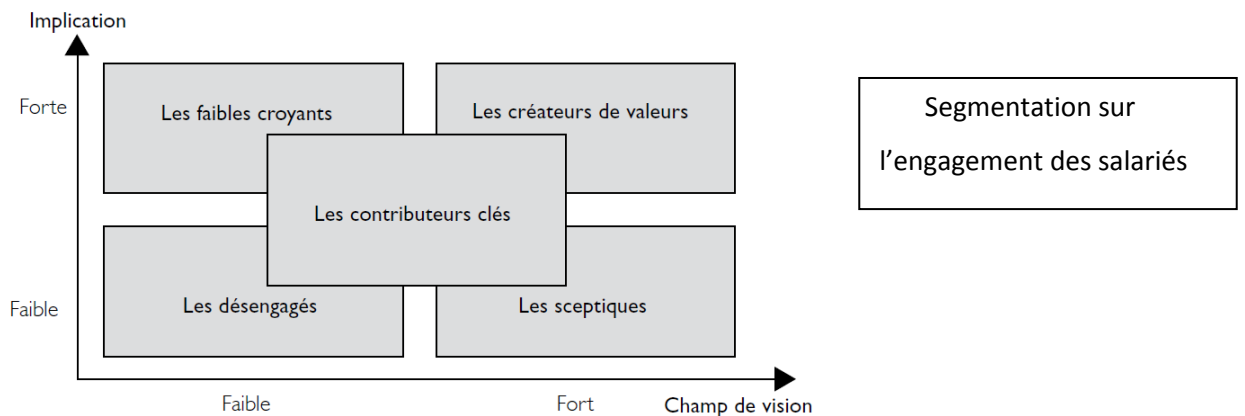 Implication
Forte
Les faibles croyants
Les créateurs de valeurs
Segmentation sur
l’engagement des salariés
Les contributeurs clés
Faible
Les désengagés
Les sceptiques
Faible
Fort
Champ de vision